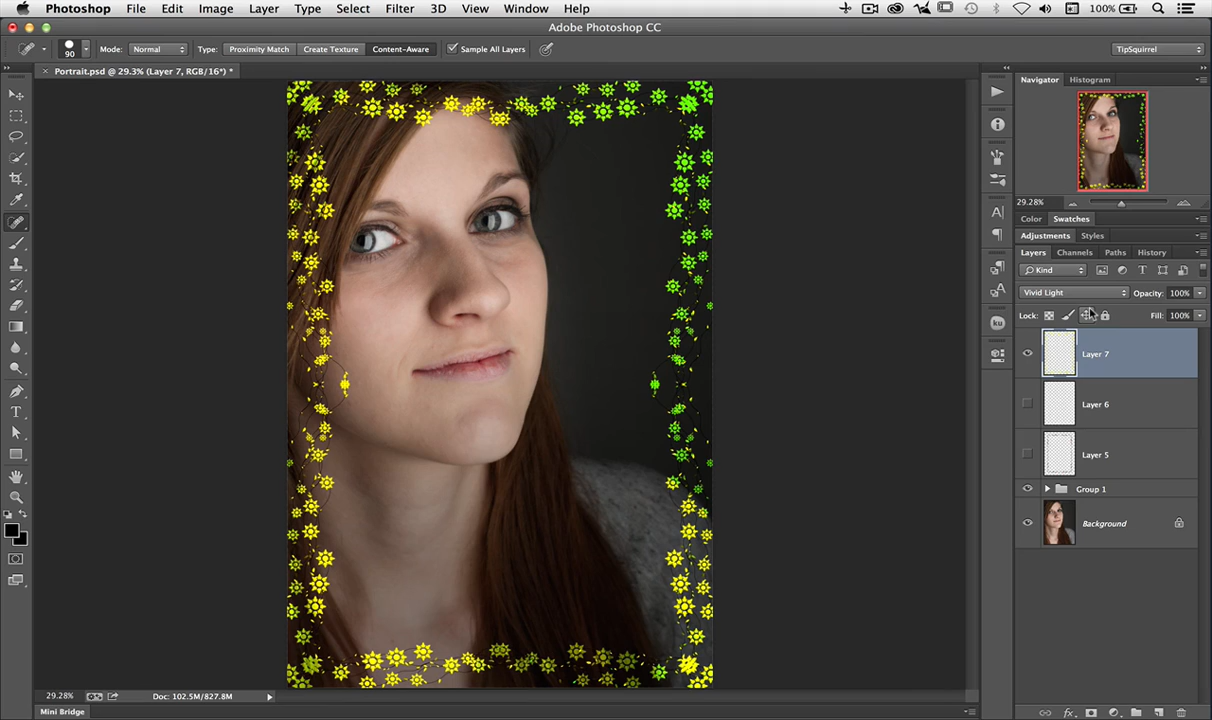 Photoshop File Edit Image Layer Type Select Filter 3D View Window Help 100%
Adobe Photoshop CC
90 Mode: Normal Type: Proximity Match Create Texture Content-Aware Sample All Layers TipSquirrel
× Portrait.psd @ 29.3% (Layer 7, RGB/16*) *
Navigator Histogram
29.28%
Color Swatches
Adjustments Styles
Layers Channels Paths History
Kind
Vivid Light Opacity: 100%
Lock: Fill: 100%
Layer 7
Layer 6
Layer 5
Group 1
Background
ku
29.28% Doc: 102.5M/827.8M
Mini Bridge